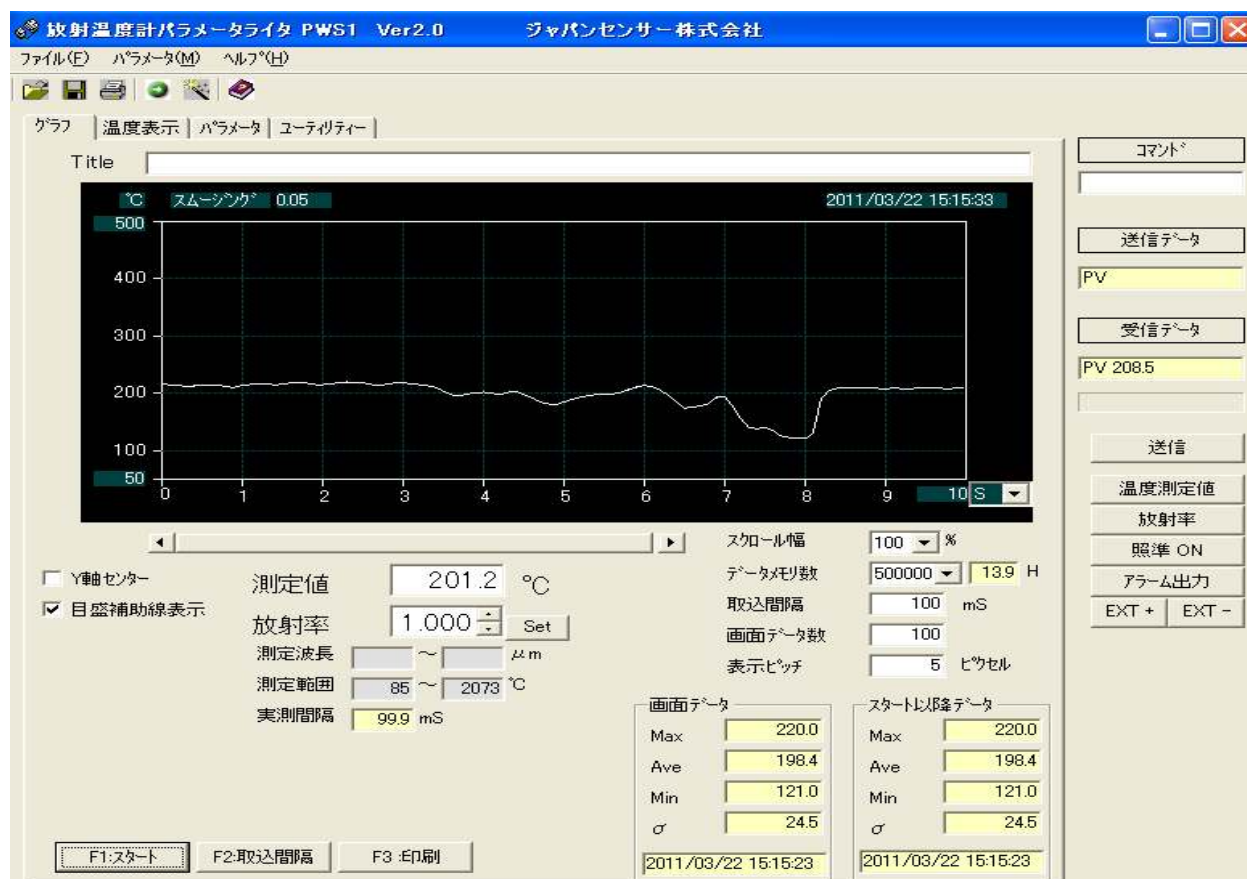 放射温度計パラメータライタ PWS1 Ver2.0 ジャパンセンサー株式会社
ファイル(F) パラメータ(M) ヘルプ(H)
グラフ 温度表示 パラメータ ユーティリティー
Title
℃ スムージング 0.05 2011/03/22 15:15:33
500
400
300
200
100
50
0 1 2 3 4 5 6 7 8 9 10 S
スクロール幅 100 %
Y軸センター
目盛補助線表示
測定値 201.2 ℃
放射率 1.000 Set
測定波長 ～ μm
測定範囲 85 ～ 2073 ℃
実測間隔 99.9 mS
データメモリ数 500000 13.9 H
取込間隔 100 mS
画面データ数 100
表示ピッチ 5 ピクセル
画面データ
Max 220.0
Ave 198.4
Min 121.0
σ 24.5
2011/03/22 15:15:23
スタート以降データ
Max 220.0
Ave 198.4
Min 121.0
σ 24.5
2011/03/22 15:15:23
F1:スタート F2:取込間隔 F3:印刷
コマンド
送信データ
PV
受信データ
PV 208.5
送信
温度測定値
放射率
照準 ON
アラーム出力
EXT + EXT -